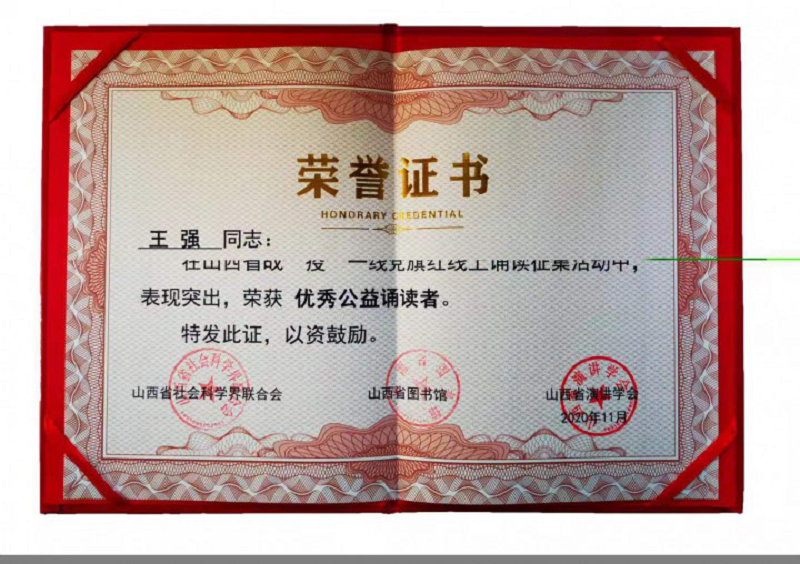 荣誉证书
HONORARY CREDENTIAL
王 强 同志：
在山西省战 役 一线党旗红线上诵读征集活动中，
表现突出，荣获 优秀公益诵读者。
特发此证，以资鼓励。
山西省社会科学界联合会 山西省图书馆 山西省演讲学会
2020年11月